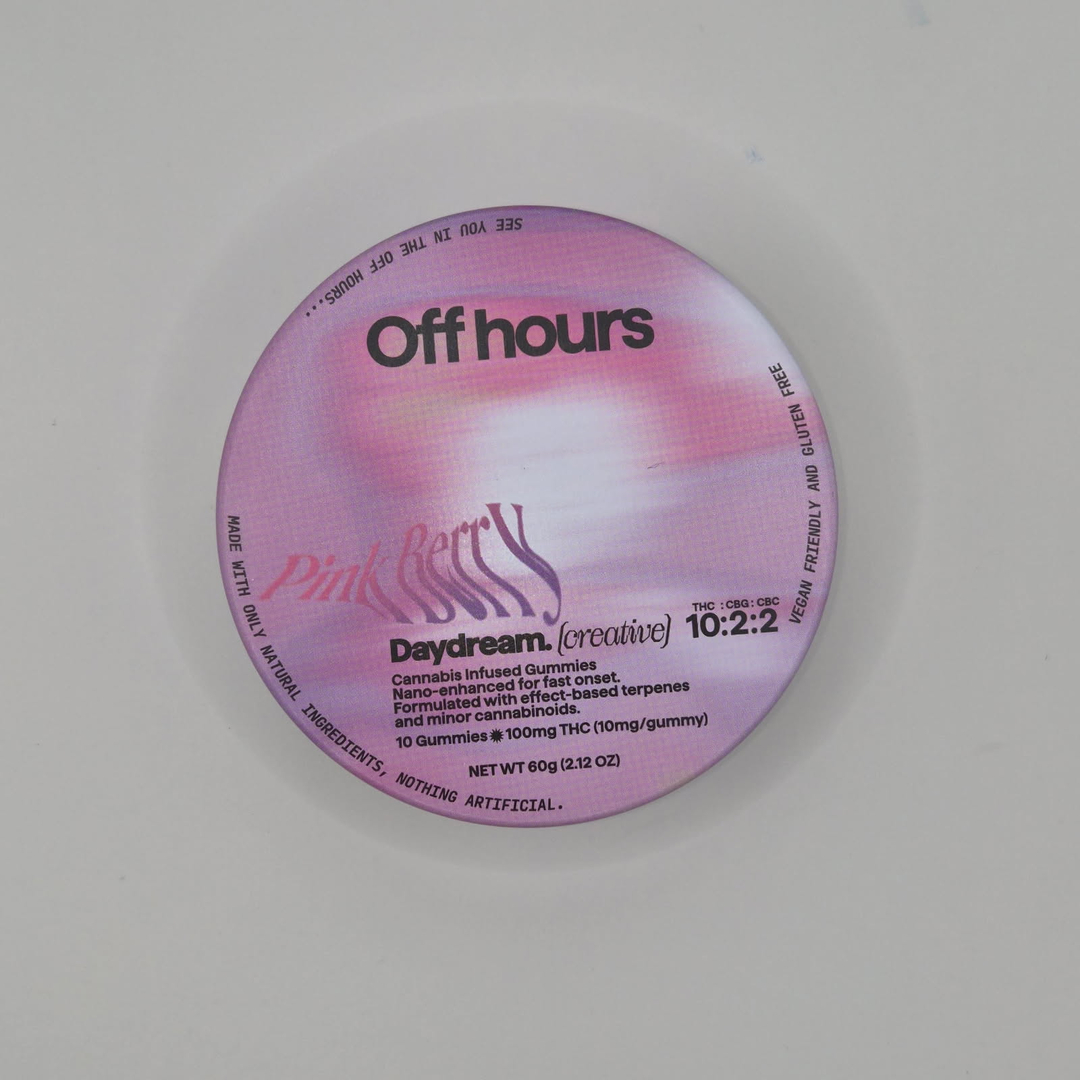 SEE YOU IN THE OFF HOURS...
Off hours
VEGAN FRIENDLY AND GLUTEN FREE
Pink Berry
THC : CBG : CBC
Daydream. (creative) 10:2:2
Cannabis Infused Gummies
Nano-enhanced for fast onset.
Formulated with effect-based terpenes
and minor cannabinoids.
10 Gummies✹100mg THC (10mg/gummy)
NET WT 60g (2.12 OZ)
MADE WITH ONLY NATURAL INGREDIENTS, NOTHING ARTIFICIAL.